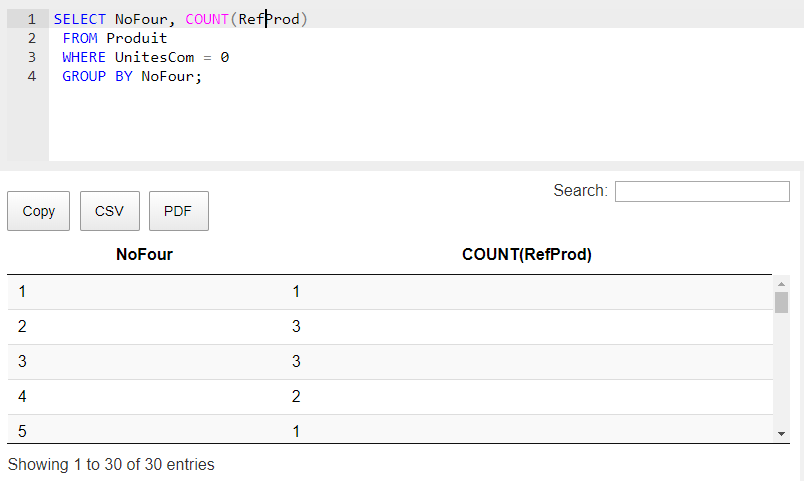 1 SELECT NoFour, COUNT(RefProd)
2 FROM Produit
3 WHERE UnitesCom = 0
4 GROUP BY NoFour;
Search:
Copy CSV PDF
NoFour COUNT(RefProd)
1 1
2 3
3 3
4 2
5 1
Showing 1 to 30 of 30 entries